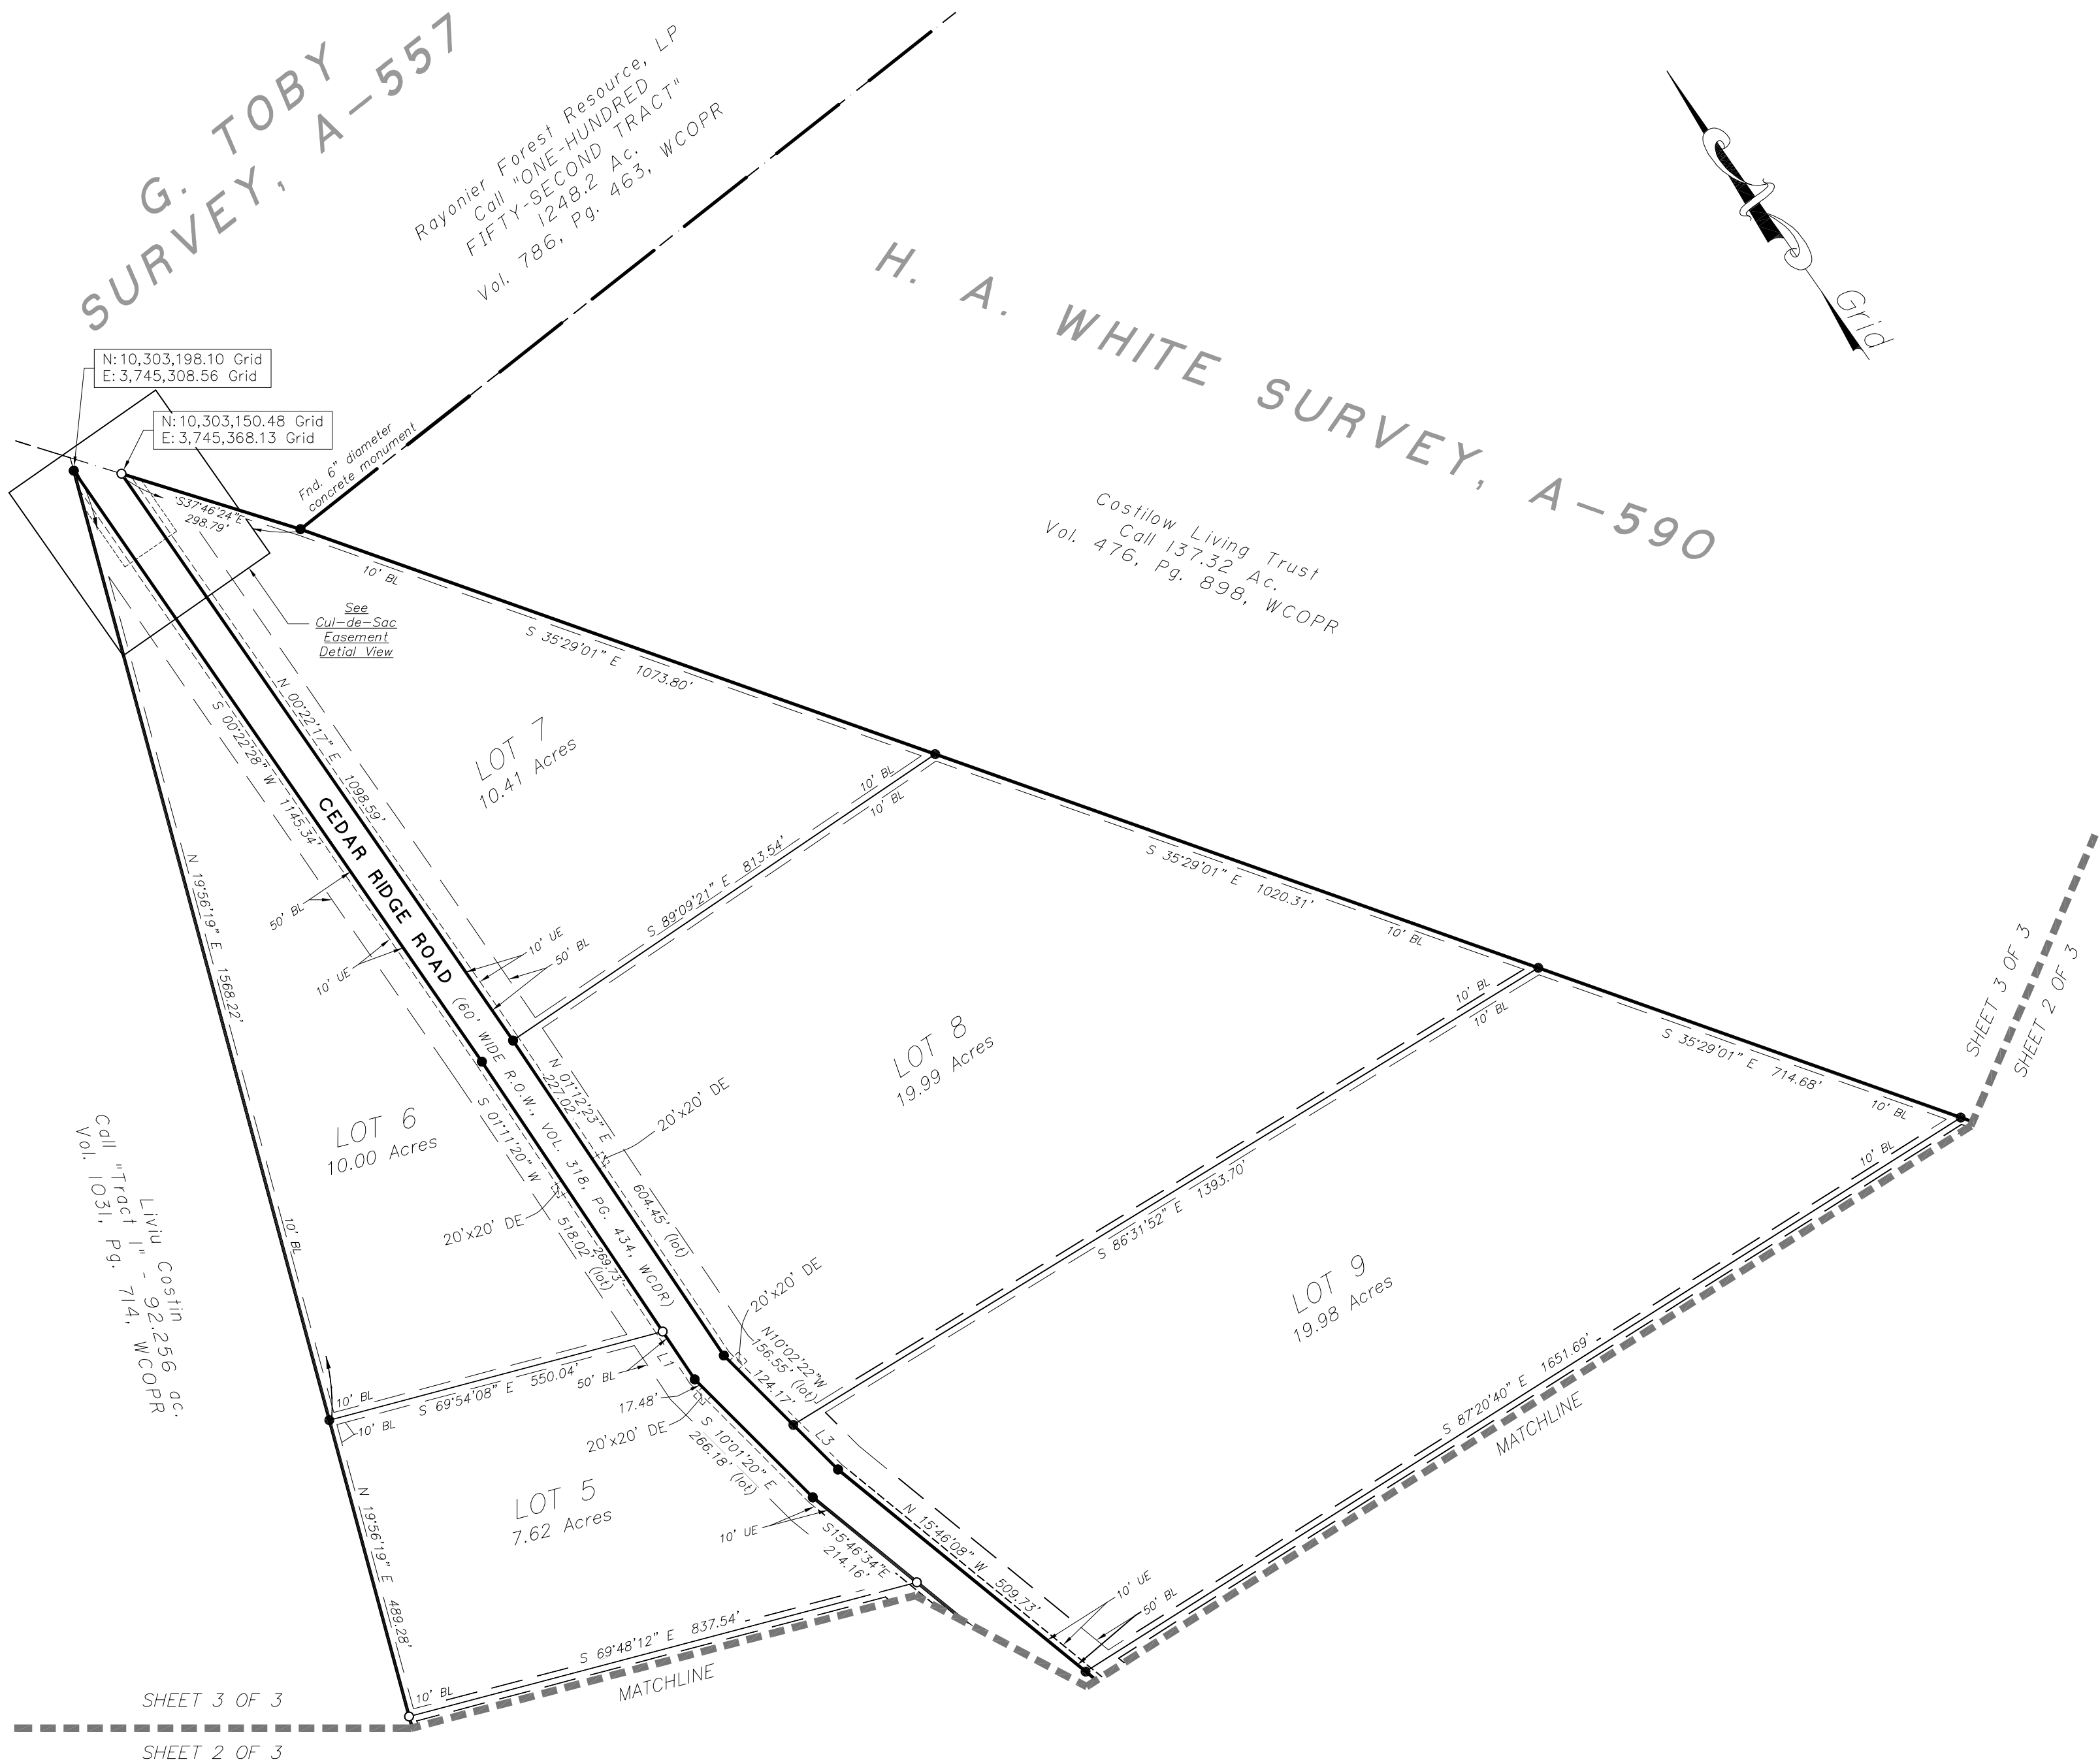 G. TOBY
SURVEY, A-557
Rayonier Forest Resource, LP
Call "ONE-HUNDRED
FIFTY-SECOND TRACT"
1248.2 Ac.
Vol. 786, Pg. 463, WCOPR
H. A. WHITE SURVEY, A-590
Grid
N:10,303,198.10 Grid
E:3,745,308.56 Grid
N:10,303,150.48 Grid
E:3,745,368.13 Grid
Fnd. 6" diameter
concrete monument
S37°46'24"E
298.79'
10' BL
See
Cul-de-Sac
Easement
Detial View
Costilow Living Trust
Call 137.32 Ac.
Vol. 476, Pg. 898, WCOPR
S 35°29'01" E 1073.80'
N 00°22'17" E 1098.59'
S 00°22'28" W 1145.34'
LOT 7
10.41 Acres
10' BL
10' BL
CEDAR RIDGE ROAD (60' WIDE R.O.W., VOL. 318, PG. 434, WCDR)
S 89°09'21" E 813.54'
S 35°29'01" E 1020.31'
10' BL
N 19°56'19" E 1568.22'
50' BL
10' UE
10' UE
50' BL
SHEET 3 OF 3
SHEET 2 OF 3
10' BL
10' BL
LOT 8
19.99 Acres
S 35°29'01" E 714.68'
10' BL
10' BL
N 01°12'23" E
227.02'
20'x20' DE
604.45' (lot)
LOT 6
10.00 Acres
S 01°11'20" W 518.02' (lot)
269.73'
20'x20' DE
Liviu Costin
Call "Tract 1" - 92.256 ac.
Vol. 1031, Pg. 714, WCOPR
10' BL
S 86°31'52" E 1393.70'
LOT 9
19.98 Acres
20'x20' DE
N10°02'22"W
156.55' (lot)
124.17'
L1
50' BL
10' BL
S 69°54'08" E 550.04'
10' BL
17.48'
20'x20' DE
S 10°01'20" E
266.18' (lot)
L3
S 87°20'40" E 1651.69'
MATCHLINE
LOT 5
7.62 Acres
10' UE
S15°46'34"E
214.16'
N 15°46'08" W 509.73'
10' UE
50' BL
N 19°56'19" E 489.28'
S 69°48'12" E 837.54'
10' BL
MATCHLINE
SHEET 3 OF 3
SHEET 2 OF 3